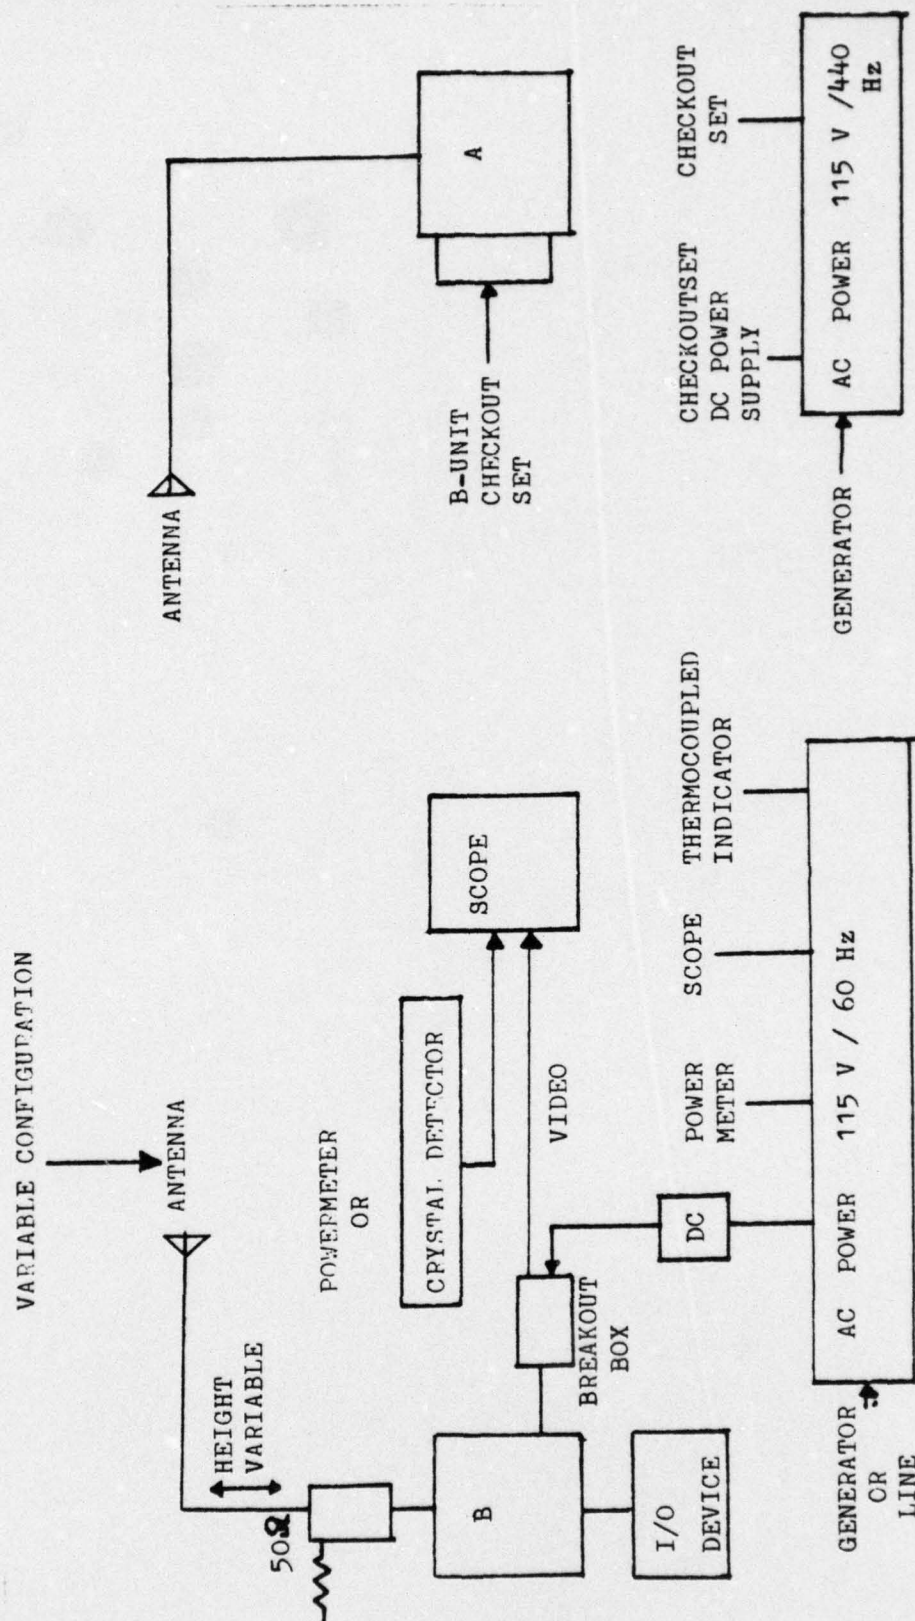 VARIABLE CONFIGURATION
ANTENNA
HEIGHT
VARIABLE
50Ω
POWERMETER
OR
CRYSTAL DETECTOR
SCOPE
VIDEO
B
BREAKOUT
BOX
I/O
DEVICE
DC
POWER
METER
SCOPE
THERMOCOUPLED
INDICATOR
AC POWER 115 V / 60 Hz
GENERATOR
OR
LINE
ANTENNA
A
B-UNIT
CHECKOUT
SET
CHECKOUTSET
DC POWER
SUPPLY
CHECKOUT
SET
AC POWER 115 V /440
Hz
GENERATOR